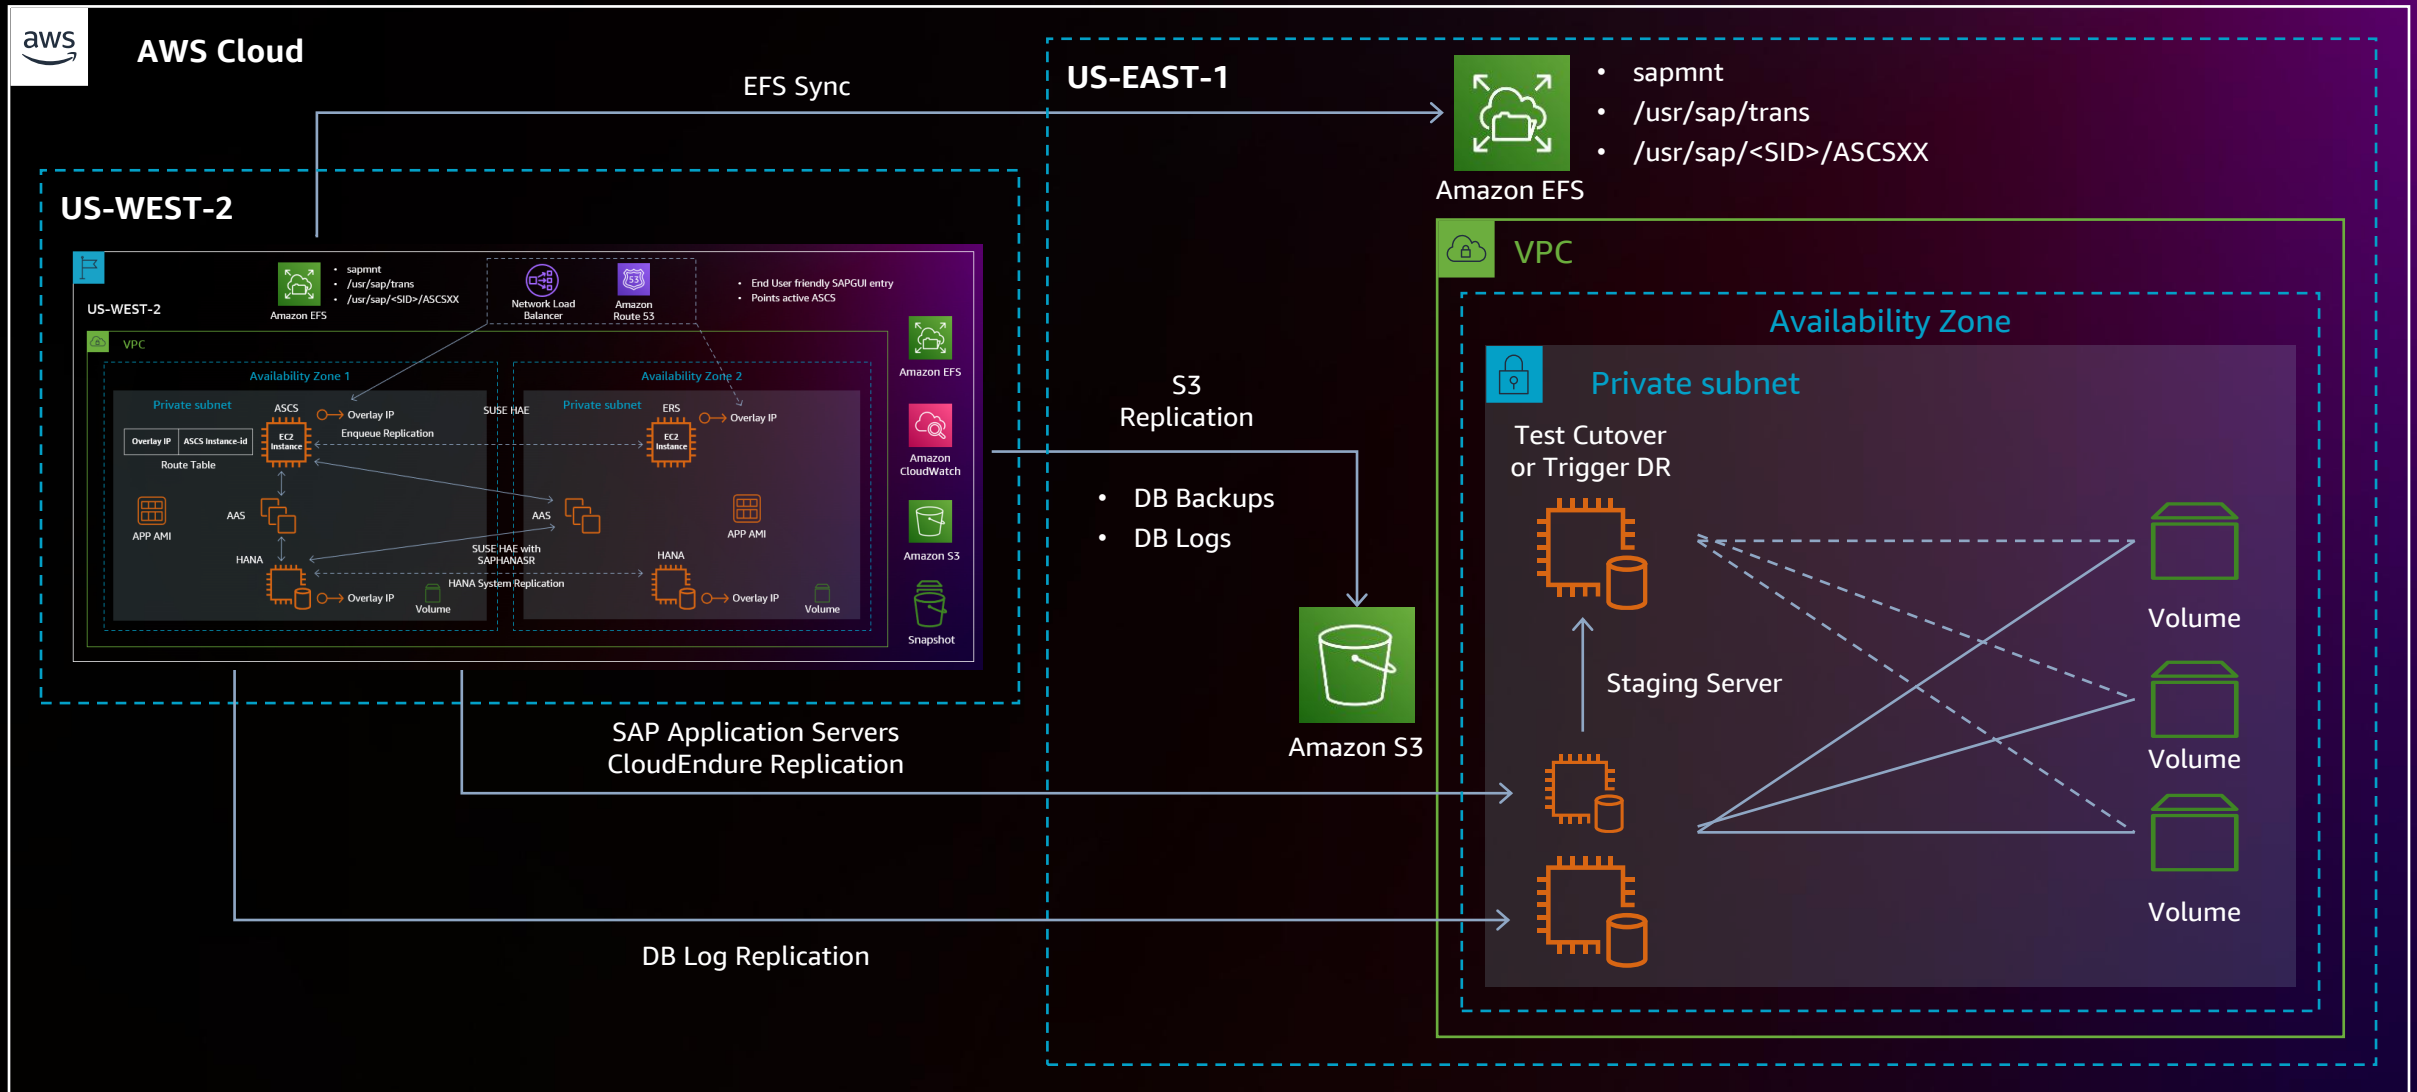 aws
AWS Cloud
EFS Sync
US-EAST-1
• sapmnt
• /usr/sap/trans
• /usr/sap/<SID>/ASCSXX
Amazon EFS
US-WEST-2
US-WEST-2
Amazon EFS
• sapmnt
• /usr/sap/trans
• /usr/sap/<SID>/ASCSXX
Network Load
Balancer
53
Amazon
Route 53
• End User friendly SAPGUI entry
• Points active ASCS
VPC
Availability Zone 1
Private subnet
ASCS
EC2
Instance
Overlay IP
Overlay IP
ASCS Instance-id
Route Table
SUSE HAE
Enqueue Replication
Availability Zone 2
Private subnet
ERS
EC2
Instance
Overlay IP
APP AMI
AAS
AAS
APP AMI
HANA
Overlay IP
SUSE HAE with
SAPHANASR
HANA System Replication
Volume
HANA
Overlay IP
Volume
Amazon EFS
Amazon
CloudWatch
Amazon S3
Snapshot
S3
Replication
• DB Backups
• DB Logs
Amazon S3
SAP Application Servers
CloudEndure Replication
DB Log Replication
VPC
Availability Zone
Private subnet
Test Cutover
or Trigger DR
Staging Server
Volume
Volume
Volume